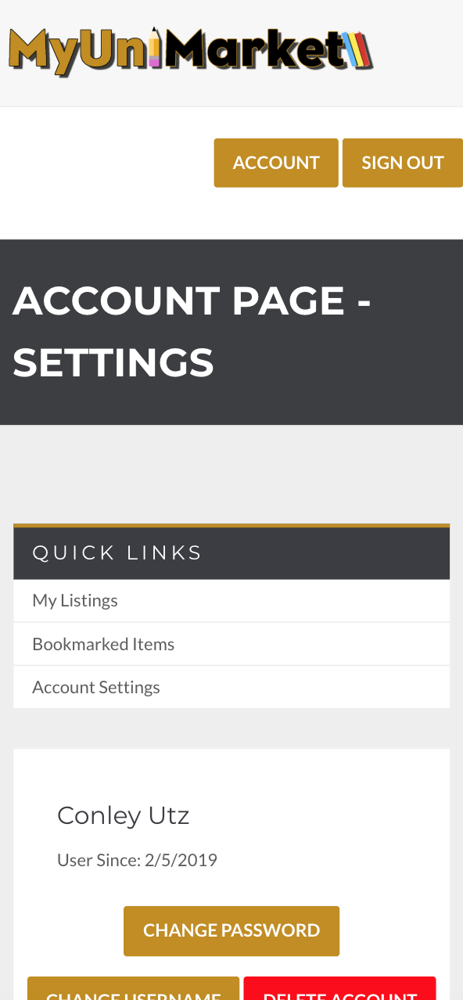 MyUniMarket
ACCOUNT SIGN OUT
ACCOUNT PAGE -
SETTINGS
QUICK LINKS
My Listings
Bookmarked Items
Account Settings
Conley Utz
User Since: 2/5/2019
CHANGE PASSWORD
CHANGE USERNAME DELETE ACCOUNT